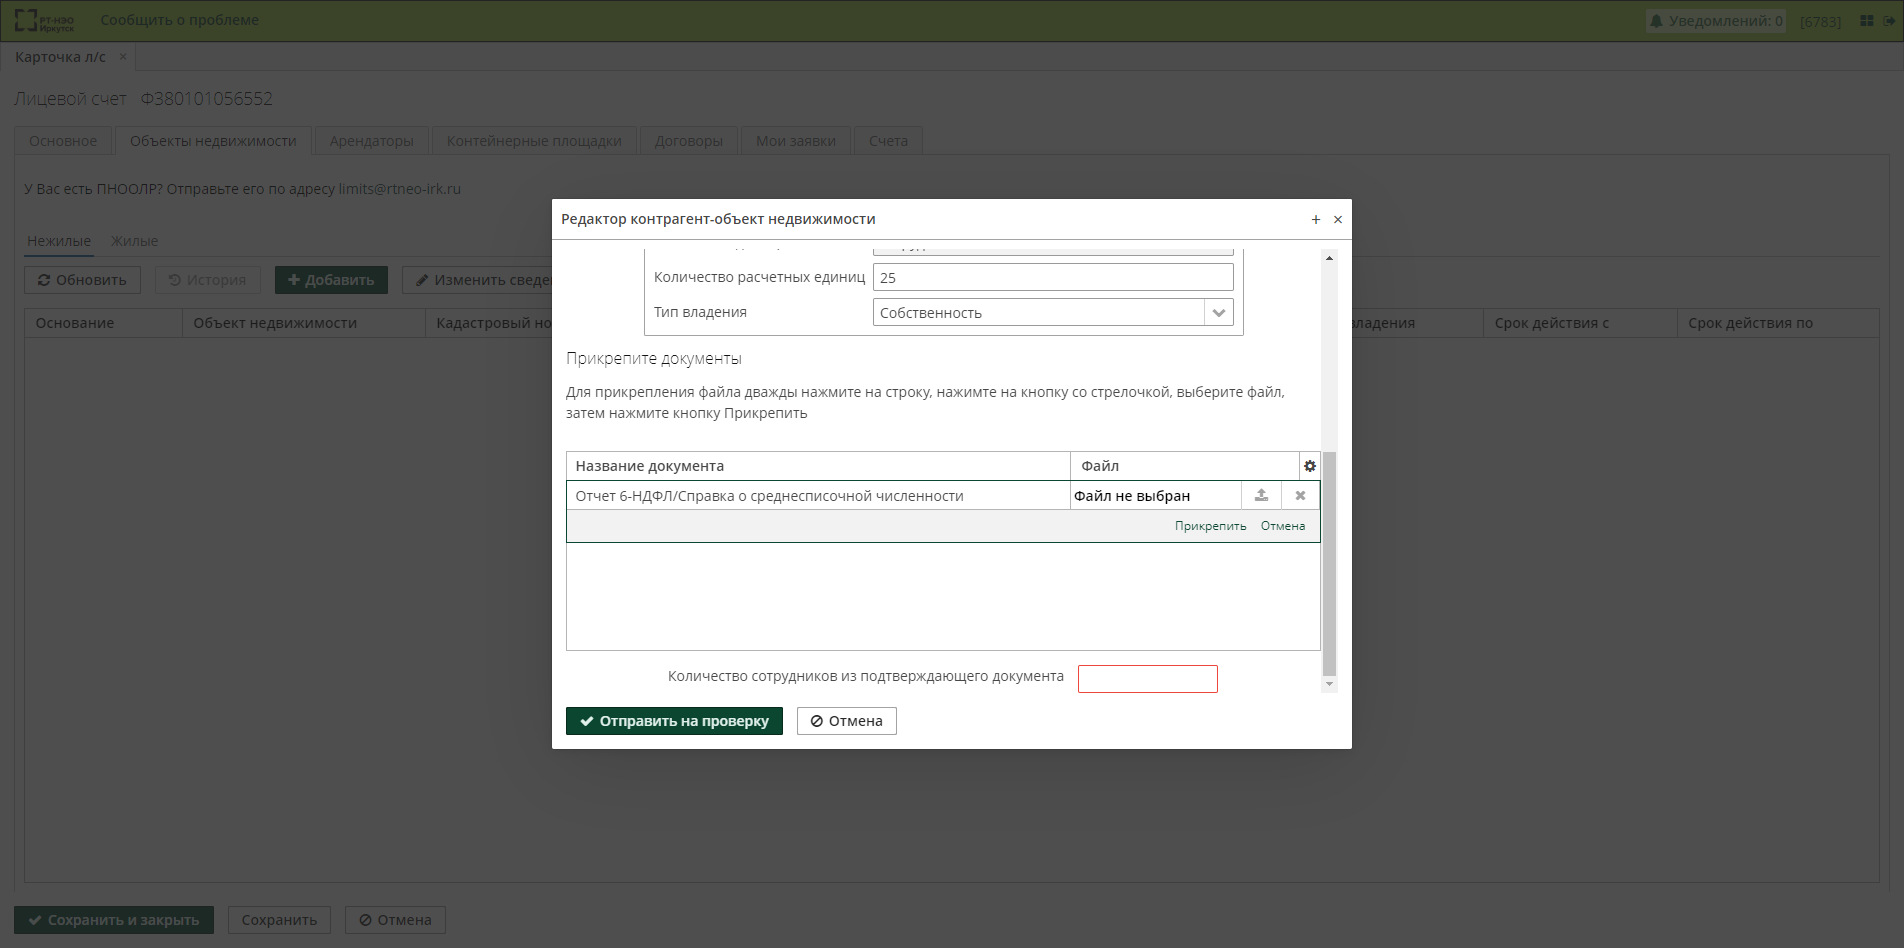 РТ-НЭО
Иркутск
Сообщить о проблеме
Уведомлений: 0
[6783]
Карточка л/с
Лицевой счет Ф380101056552
Основное
Объекты недвижимости
Арендаторы
Контейнерные площадки
Договоры
Мои заявки
Счета
У Вас есть ПНООЛР? Отправьте его по адресу limits@rtneo-irk.ru
Нежилые
Жилые
Обновить
История
Добавить
Основание
Объект недвижимости
Кадастровый
владения
Срок действия с
Срок действия по
Редактор контрагент-объект недвижимости
Количество расчетных единиц
25
Тип владения
Собственность
Прикрепите документы
Для прикрепления файла дважды нажмите на строку, нажимте на кнопку со стрелочкой, выберите файл,
затем нажмите кнопку Прикрепить
Название документа
Файл
Отчет 6-НДФЛ/Справка о среднесписочной численности
Файл не выбран
Прикрепить
Отмена
Количество сотрудников из подтверждающего документа
Отправить на проверку
Отмена
Изменить
Сохранить и закрыть
Сохранить
Отмена